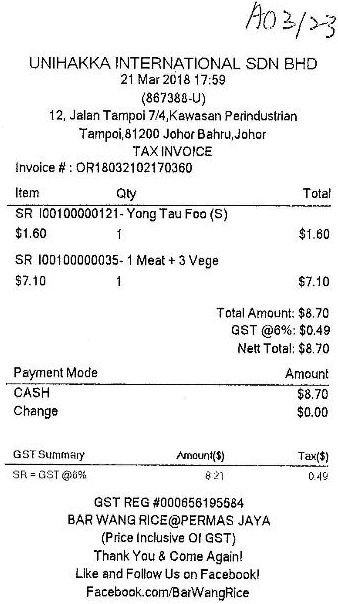 A03/23
UNIHAKKA INTERNATIONAL SDN BHD
21 Mar 2018 17:59
(867388-U)
12, Jalan Tampoi 7/4,Kawasan Perindustrian
Tampoi,81200 Johor Bahru,Johor
TAX INVOICE
Invoice # : OR18032102170360
Item Qty Total
SR I00100000121- Yong Tau Foo (S)
$1.60 1 $1.60
SR I00100000035- 1 Meat + 3 Vege
$7.10 1 $7.10
Total Amount: $8.70
GST @6%: $0.49
Nett Total: $8.70
Payment Mode Amount
CASH $8.70
Change $0.00
GST Summary Amount($) Tax($)
SR = GST @6% 8.21 0.49
GST REG #000656195584
BAR WANG RICE@PERMAS JAYA
(Price Inclusive Of GST)
Thank You & Come Again!
Like and Follow Us on Facebook!
Facebook.com/BarWangRice